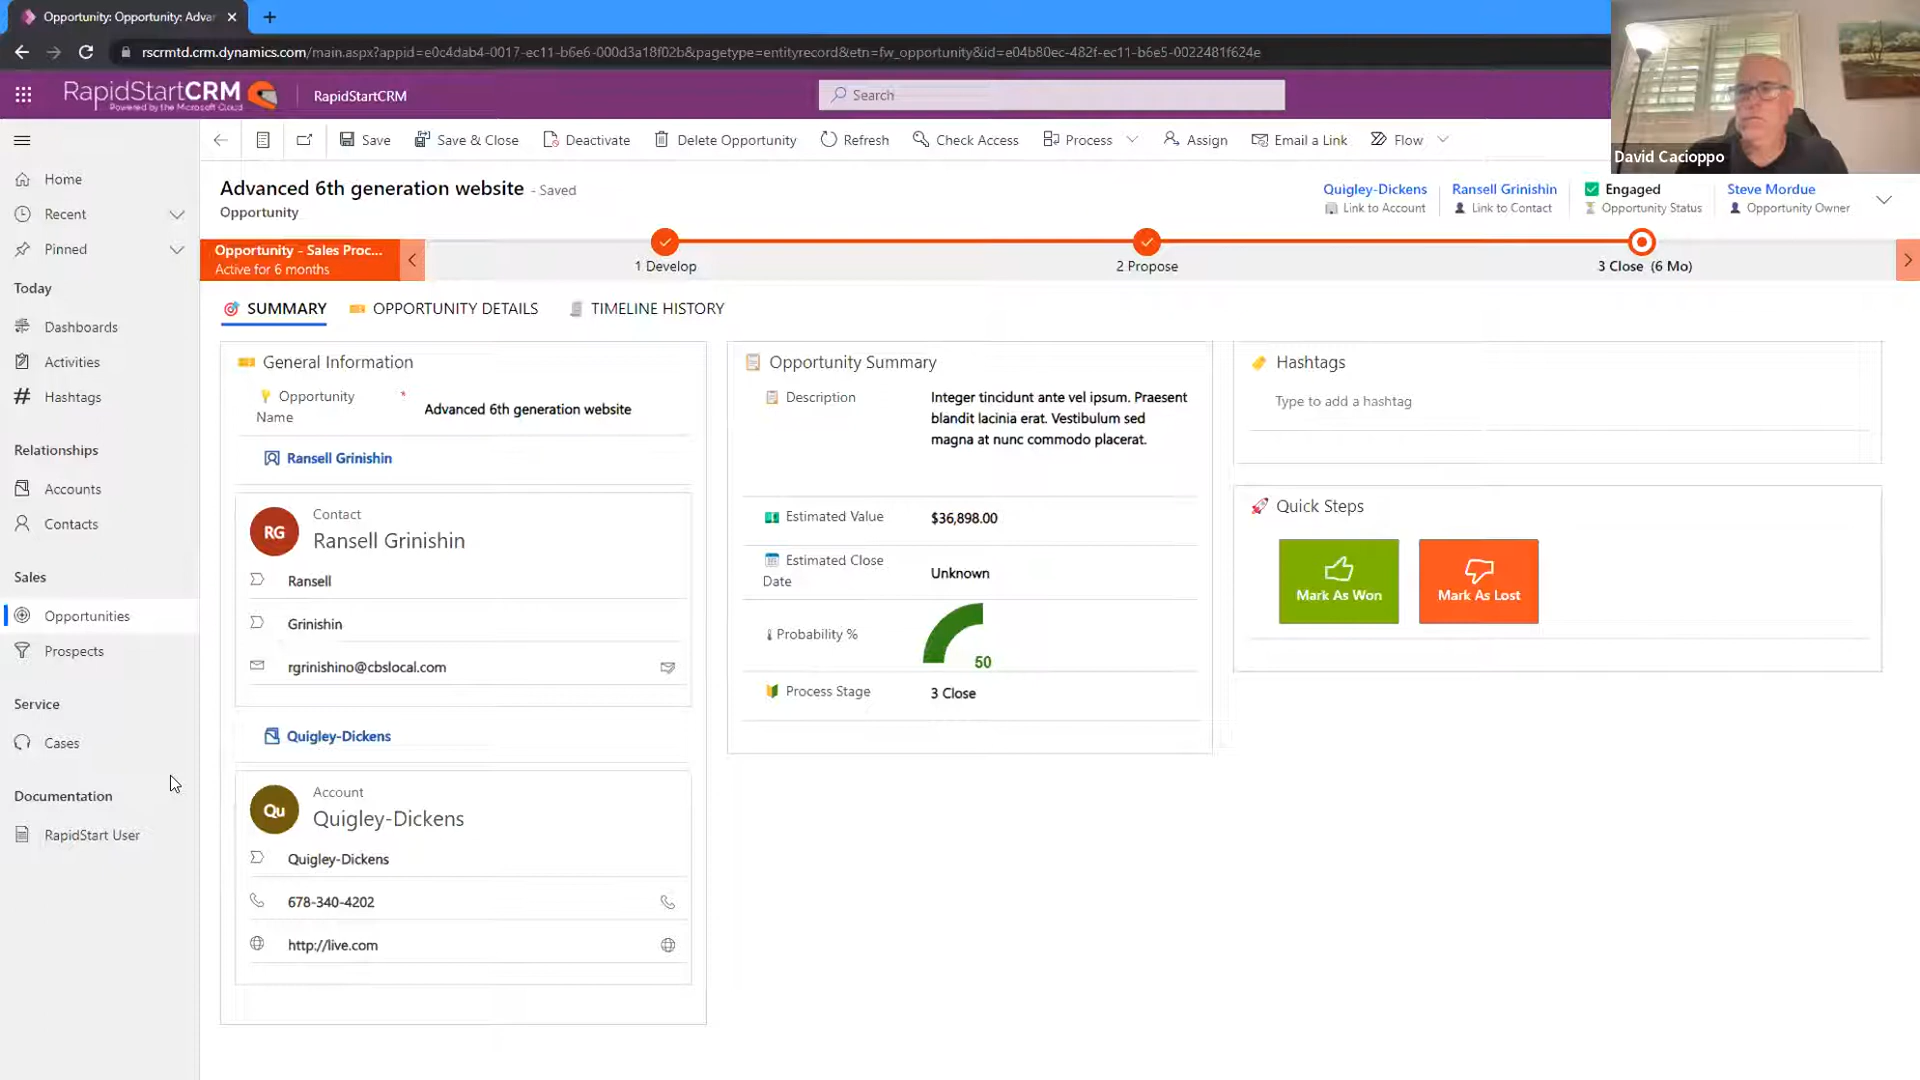 Opportunity: Opportunity: Adva
rscrmtd.crm.dynamics.com/main.aspx?appid=e0c4dab4-0017-ec11-b6e6-000d3a18f02b&pagetype=entityrecord&etn=fw_opportunity&id=e04b80ec-482f-ec11-b6e5-0022481f624e
RapidStartCRM
Powered by the Microsoft Cloud
RapidStartCRM
Search
David Cacioppo
Save
Save & Close
Deactivate
Delete Opportunity
Refresh
Check Access
Process
Assign
Email a Link
Flow
Home
Recent
Pinned
Today
Dashboards
Activities
Hashtags
Relationships
Accounts
Contacts
Sales
Opportunities
Prospects
Service
Cases
Documentation
RapidStart User
Advanced 6th generation website - Saved
Opportunity
Quigley-Dickens
Link to Account
Ransell Grinishin
Link to Contact
Engaged
Opportunity Status
Steve Mordue
Opportunity Owner
Opportunity - Sales Proc...
Active for 6 months
1 Develop
2 Propose
3 Close (6 Mo)
SUMMARY
OPPORTUNITY DETAILS
TIMELINE HISTORY
General Information
Opportunity
Name
*
Advanced 6th generation website
Ransell Grinishin
RG
Contact
Ransell Grinishin
Ransell
Grinishin
rgrinishino@cbslocal.com
Quigley-Dickens
Qu
Account
Quigley-Dickens
Quigley-Dickens
678-340-4202
http://live.com
Opportunity Summary
Description
Integer tincidunt ante vel ipsum. Praesent
blandit lacinia erat. Vestibulum sed
magna at nunc commodo placerat.
Estimated Value
$36,898.00
Estimated Close
Date
Unknown
Probability %
50
Process Stage
3 Close
Hashtags
Type to add a hashtag
Quick Steps
Mark As Won
Mark As Lost